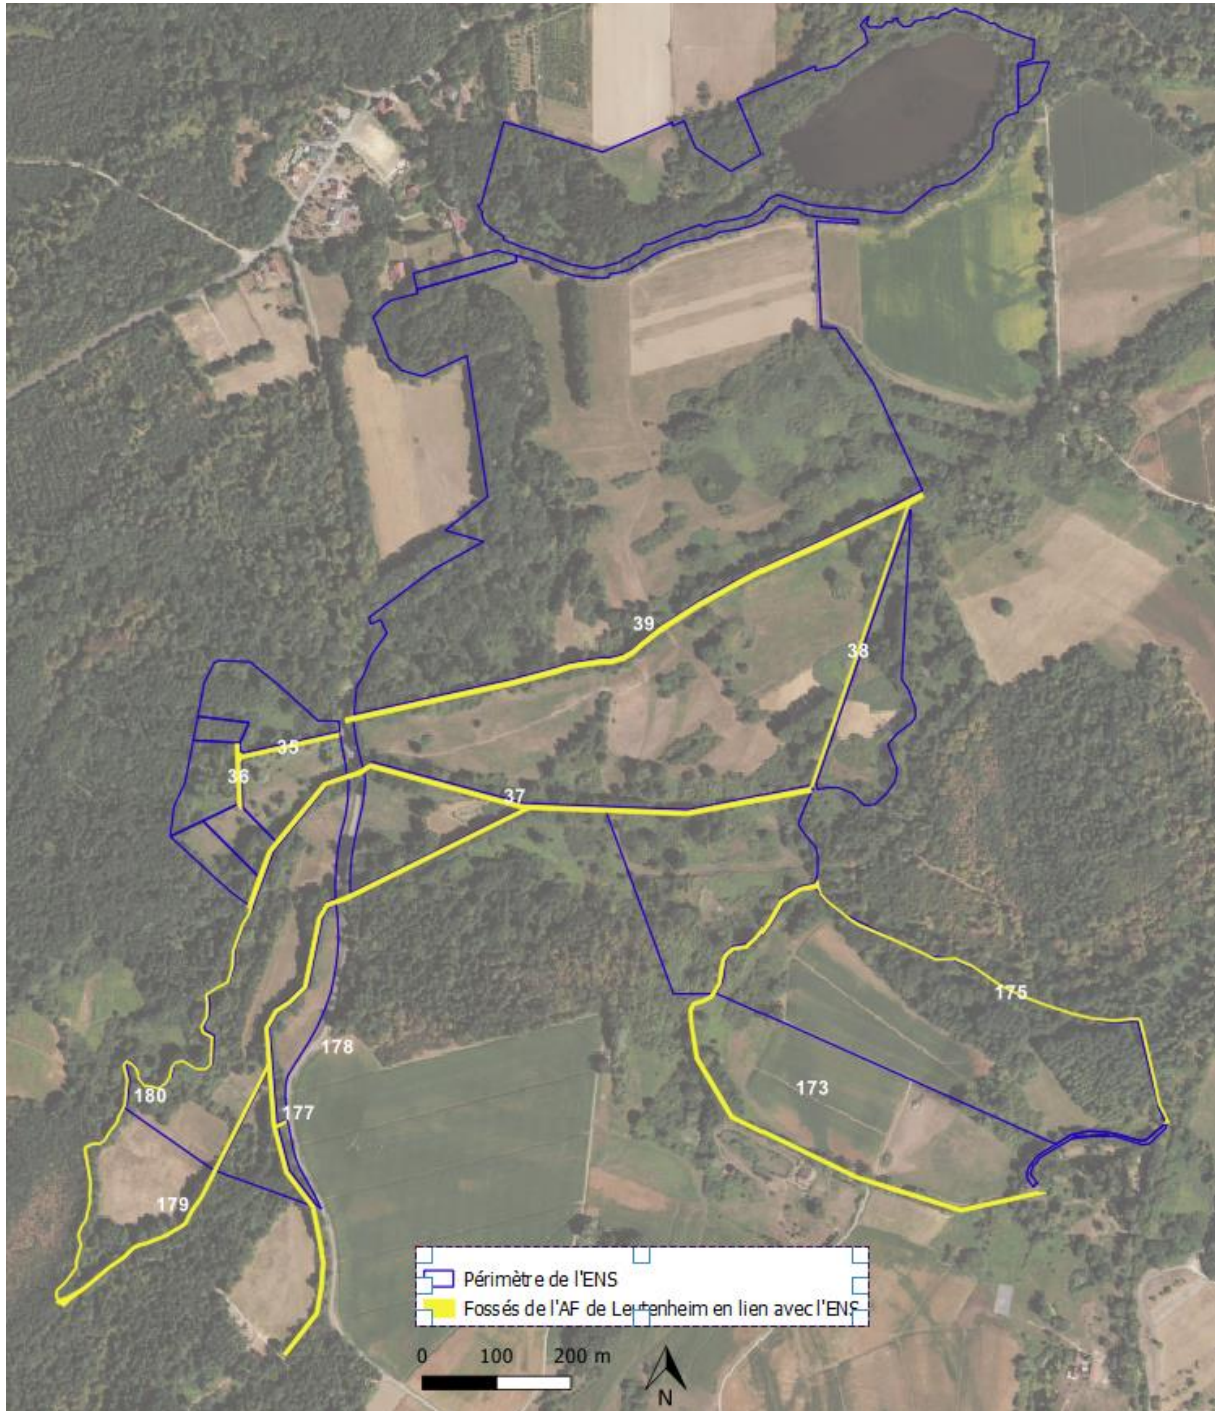 39
38
35
36
37
175
178
173
180
177
179
Périmètre de l'ENS
Fossés de l'AF de Leutenheim en lien avec l'ENS
0 100 200 m
N